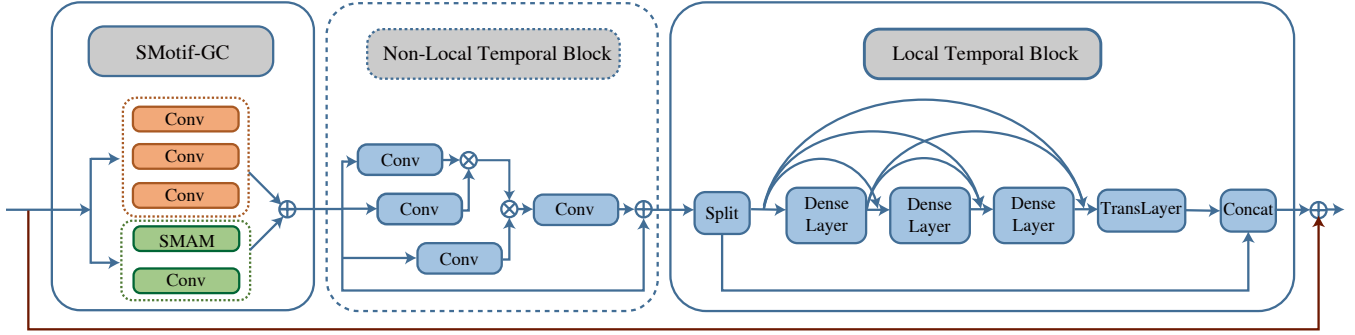 SMotif-GC
Conv
Conv
Conv
SMAM
Conv
Non-Local Temporal Block
Conv
Conv
Conv
Conv
Local Temporal Block
Split
Dense
Layer
Dense
Layer
Dense
Layer
TransLayer
Concat